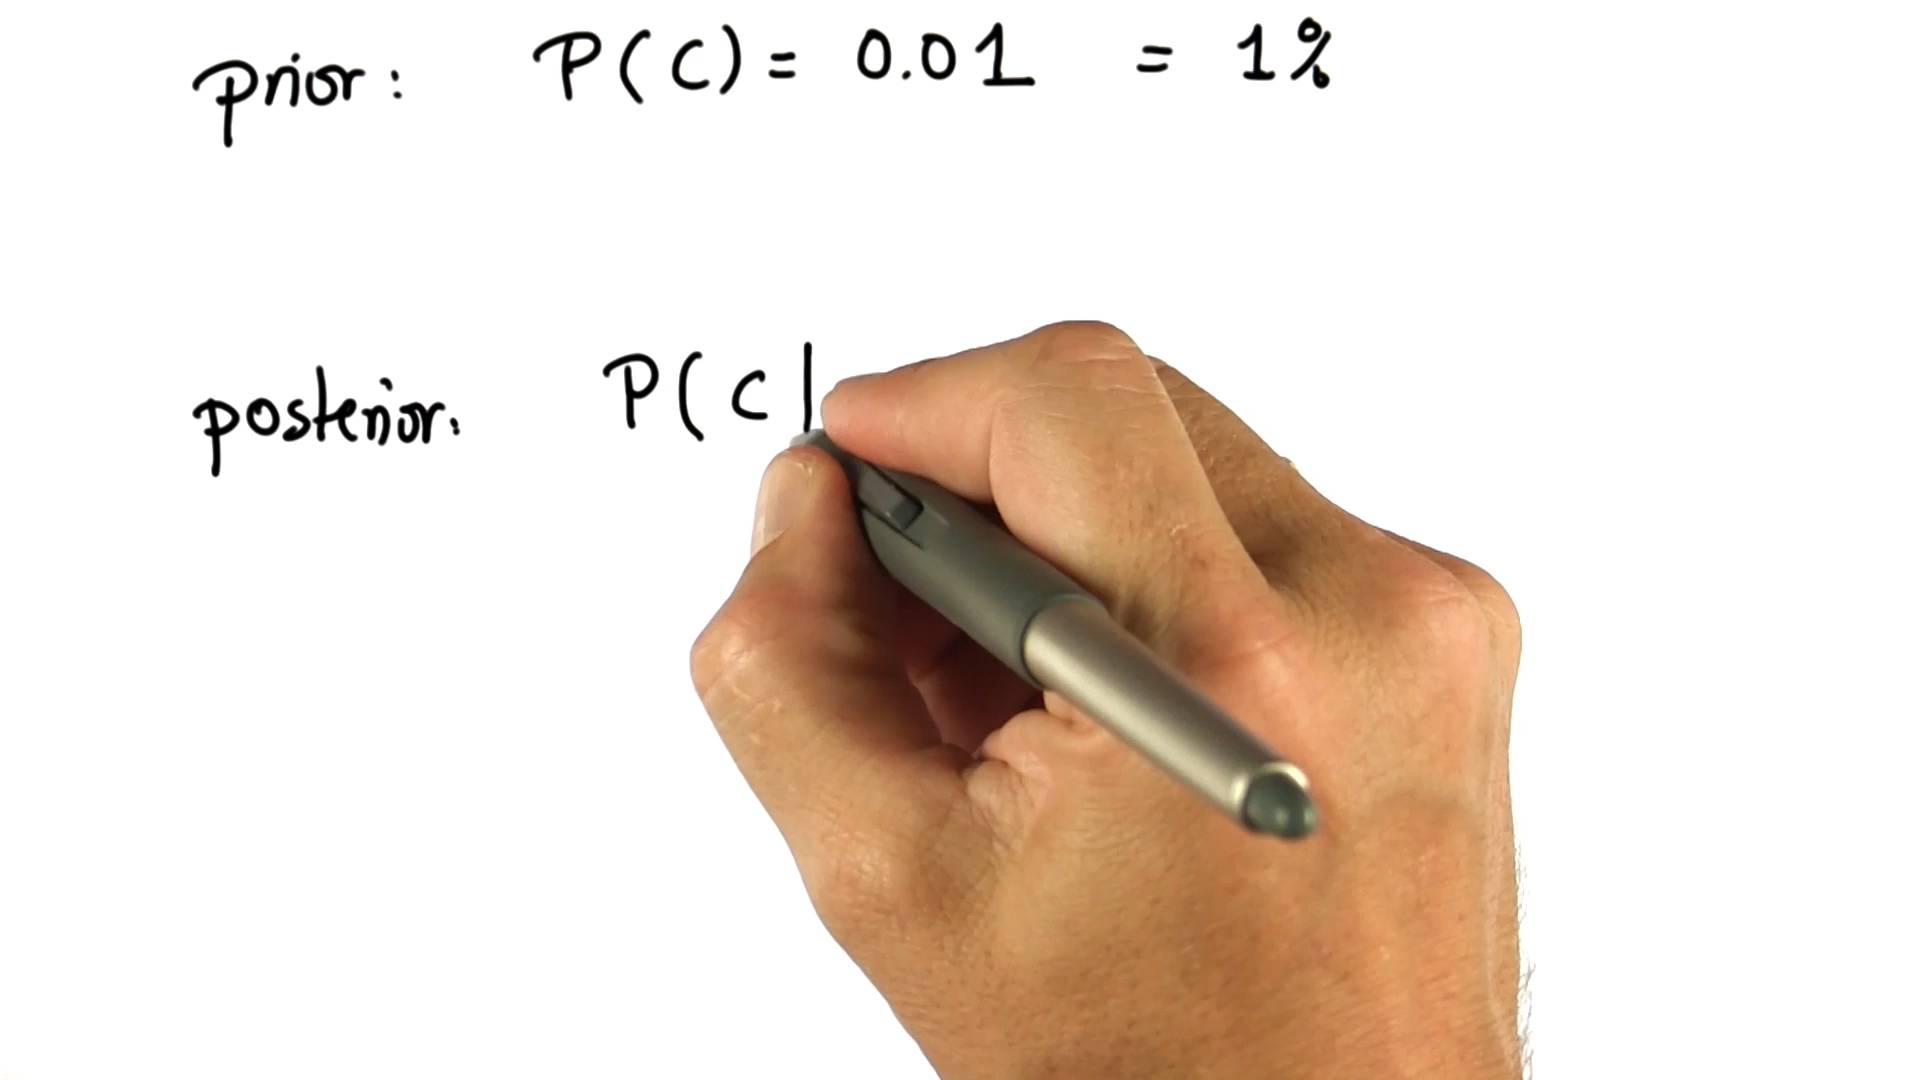 prior: P(C) = 0.01 = 1%
posterior: P(C|